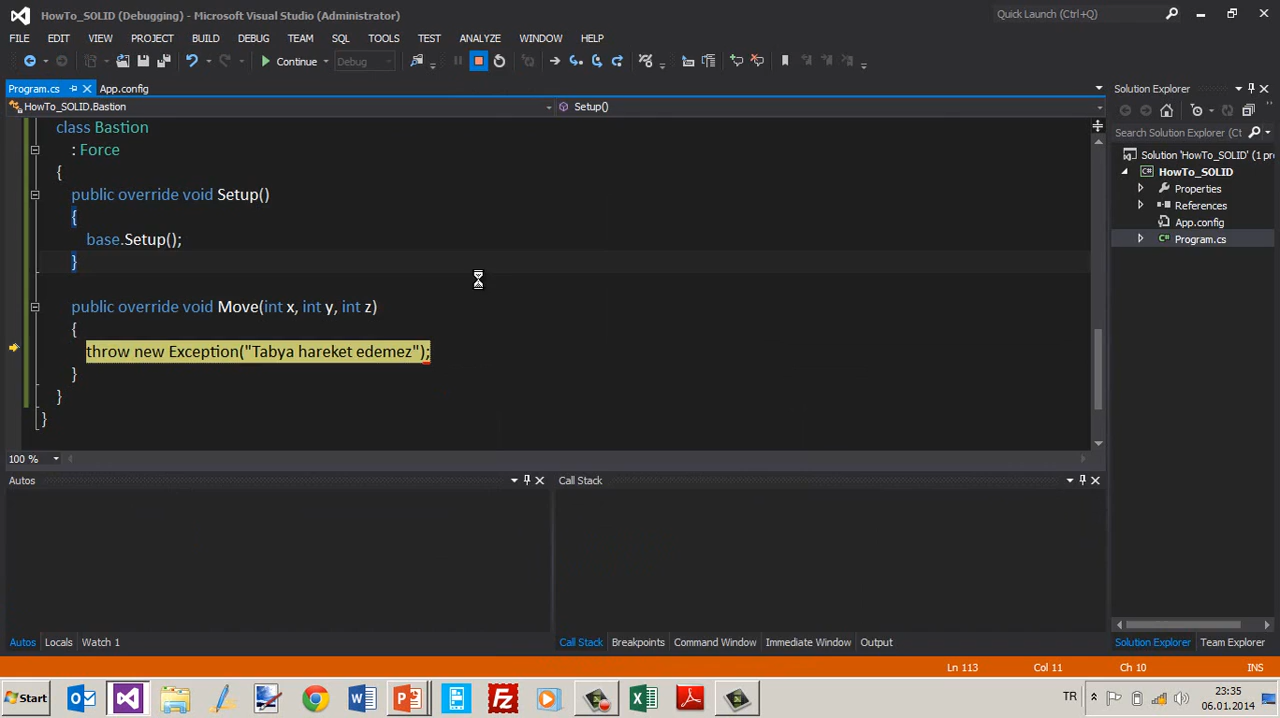 HowTo_SOLID (Debugging) - Microsoft Visual Studio (Administrator)
Quick Launch (Ctrl+Q)
FILE EDIT VIEW PROJECT BUILD DEBUG TEAM SQL TOOLS TEST ANALYZE WINDOW HELP
Continue Debug
Program.cs App.config
Solution Explorer
HowTo_SOLID.Bastion Setup()
Search Solution Explorer (Ct
class Bastion
: Force
{
public override void Setup()
{
base.Setup();
}
public override void Move(int x, int y, int z)
{
throw new Exception("Tabya hareket edemez");
}
}
}
Solution 'HowTo_SOLID' (1 pr
HowTo_SOLID
Properties
References
App.config
Program.cs
100 %
Autos
Call Stack
Autos Locals Watch 1
Call Stack Breakpoints Command Window Immediate Window Output
Solution Explorer Team Explorer
Ln 113 Col 11 Ch 10 INS
Start
TR
23:35
06.01.2014